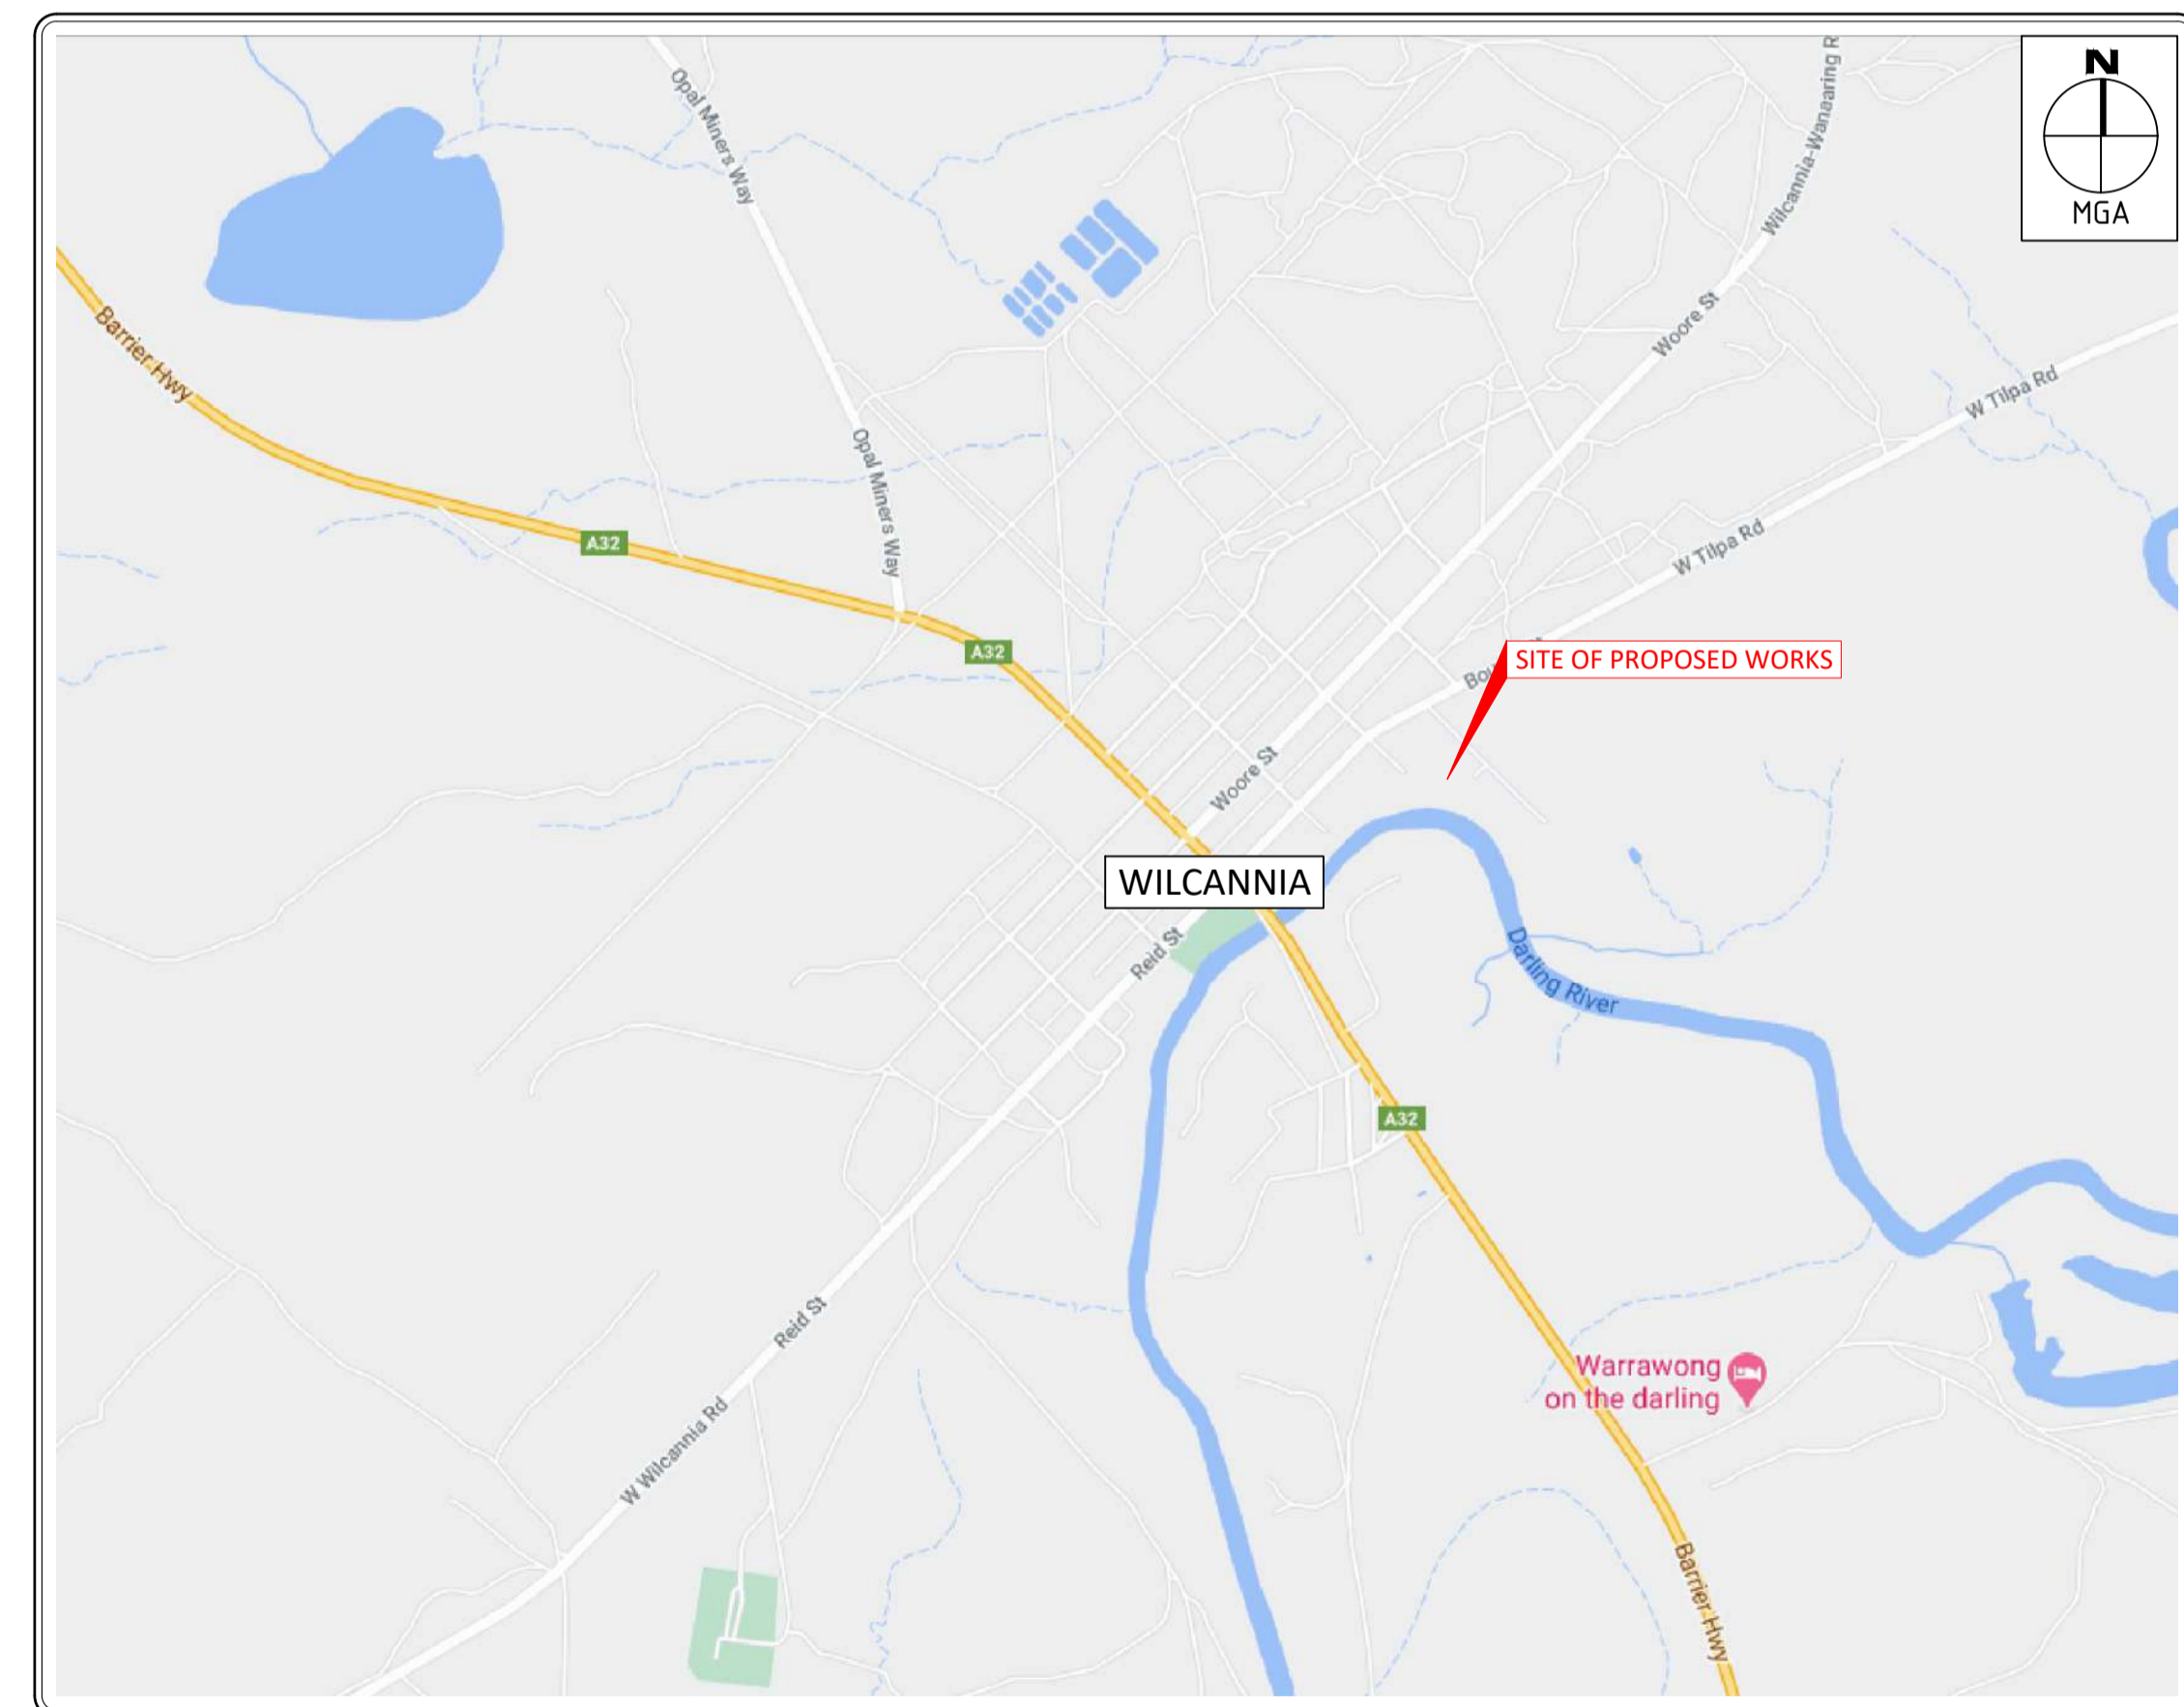 N
MGA
Opal Miners Way
Wilcannia-Wanaaring R
Barrier Hwy
Woore St
W Tilpa Rd
Opal Miners Way
A32
W Tilpa Rd
A32
SITE OF PROPOSED WORKS
Woore St
WILCANNIA
Reid St
Darling River
A32
Reid St
Warrawong
on the darling
W Wilcannia Rd
Barrier Hwy